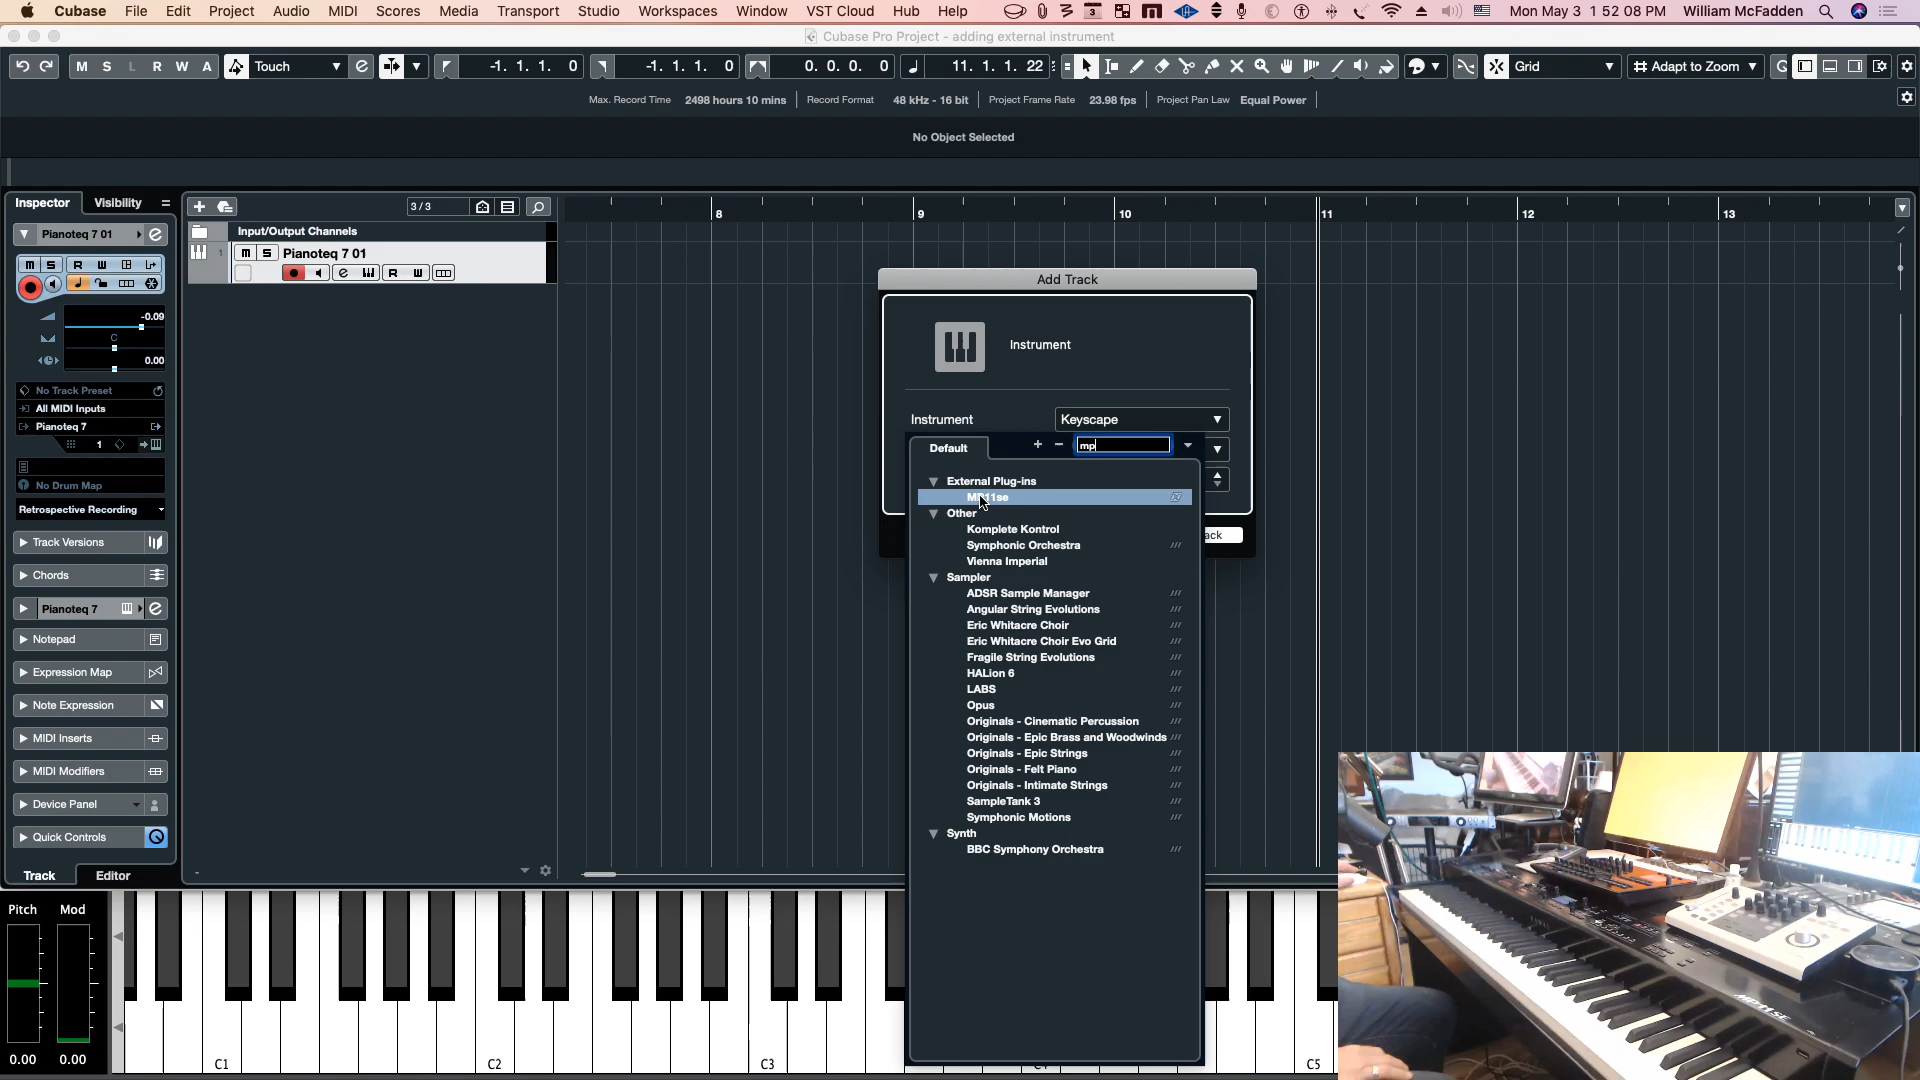 Cubase File Edit Project Audio MIDI Scores Media Transport Studio Workspaces Window VST Cloud Hub Help 3 Mon May 3 1 52 08 PM William McFadden
Cubase Pro Project - adding external instrument
M S L R W A Touch -1. 1. 1. 0 -1. 1. 1. 0 0. 0. 0. 0 11. 1. 1. 22 Grid Adapt to Zoom
Max. Record Time 2498 hours 10 mins Record Format 48 kHz - 16 bit Project Frame Rate 23.98 fps Project Pan Law Equal Power
No Object Selected
Inspector Visibility
3 / 3
8 9 10 11 12 13
Pianoteq 7 01
Input/Output Channels
1 M S Pianoteq 7 01
R W
M S R W
-0.09
C
0.00
No Track Preset
All MIDI Inputs
Pianoteq 7
1
No Drum Map
Retrospective Recording
Track Versions
Chords
Pianoteq 7
Notepad
Expression Map
Note Expression
MIDI Inserts
MIDI Modifiers
Device Panel
Quick Controls
Track Editor
Add Track
Instrument
Instrument Keyscape
Default + − mp
External Plug-ins
MP11se
Other
Komplete Kontrol
Symphonic Orchestra
Vienna Imperial
Sampler
ADSR Sample Manager
Angular String Evolutions
Eric Whitacre Choir
Eric Whitacre Choir Evo Grid
Fragile String Evolutions
HALion 6
LABS
Opus
Originals - Cinematic Percussion
Originals - Epic Brass and Woodwinds
Originals - Epic Strings
Originals - Felt Piano
Originals - Intimate Strings
SampleTank 3
Symphonic Motions
Synth
BBC Symphony Orchestra
ack
Pitch Mod
0.00 0.00
C1 C2 C3 C5
MP11SE